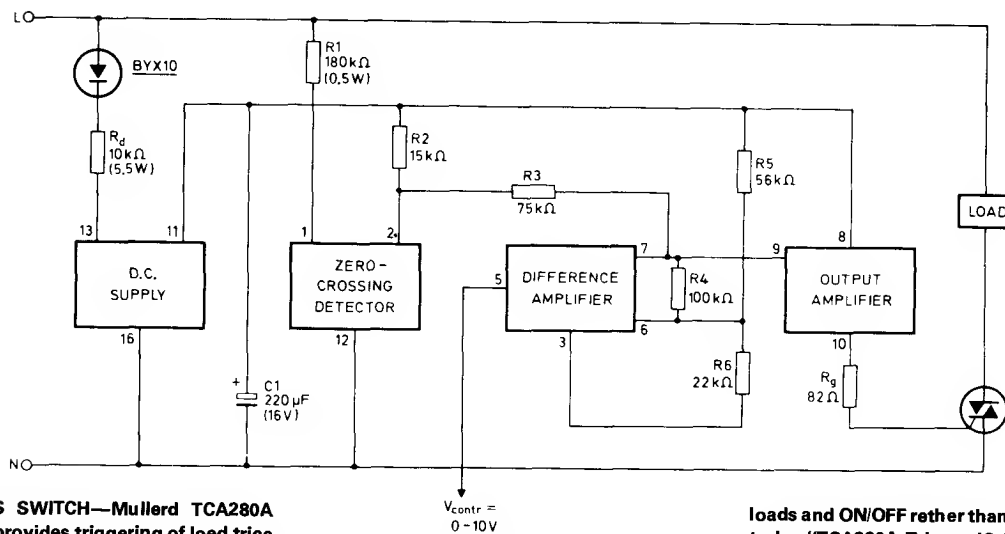 LO
BYX10
R1
180kΩ
(0.5W)
Rd
10kΩ
(5.5W)
R2
15kΩ
R5
56kΩ
R3
75kΩ
LOAD
13
11
1
2
7
9
8
D.C.
SUPPLY
ZERO-
CROSSING
DETECTOR
5
DIFFERENCE
AMPLIFIER
R4
100kΩ
OUTPUT
AMPLIFIER
16
12
3
6
10
+
C1
220µF
(16V)
R6
22kΩ
Rg
82Ω
NO
Vcontr =
0-10V
S SWITCH—Mullerd TCA280A
provides triggering of load triac
loads and ON/OFF rether than